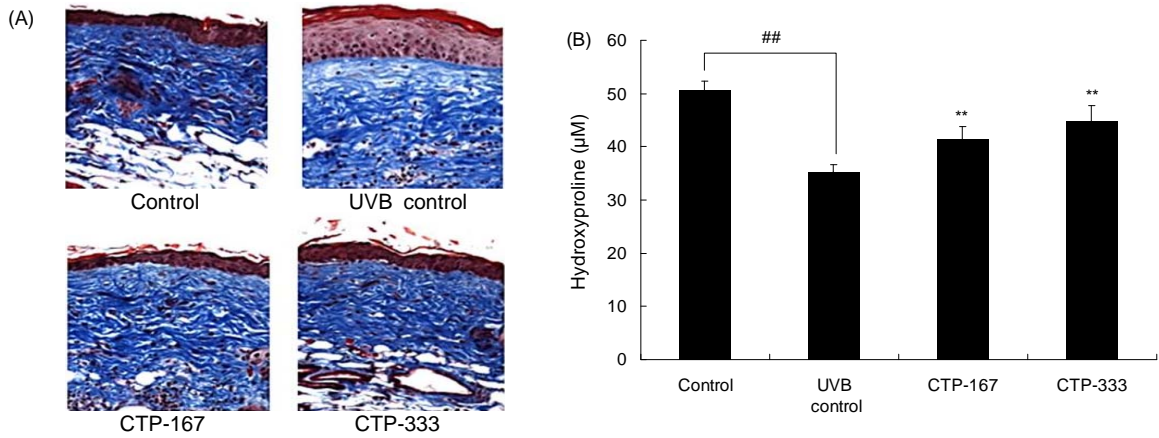 (A)
Control
UVB control
CTP-167
CTP-333
(B)
Hydroxyproline (µM)
60
50
40
30
20
10
0
##
**
**
Control
UVB
control
CTP-167
CTP-333